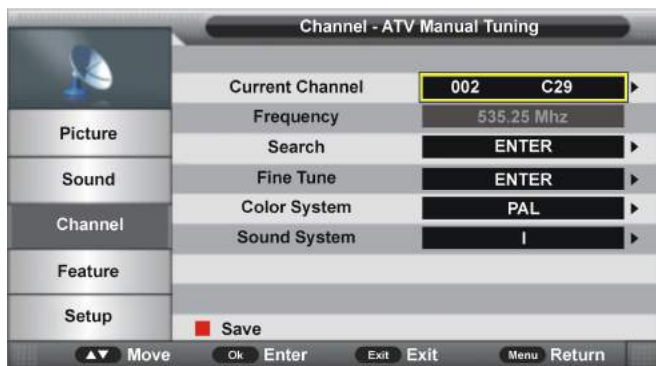 Channel - ATV Manual Tuning
Picture
Sound
Channel
Feature
Setup
Current Channel 002 C29
Frequency 535.25 Mhz
Search ENTER
Fine Tune ENTER
Color System PAL
Sound System I
Save
Move Ok Enter Exit Exit Menu Return